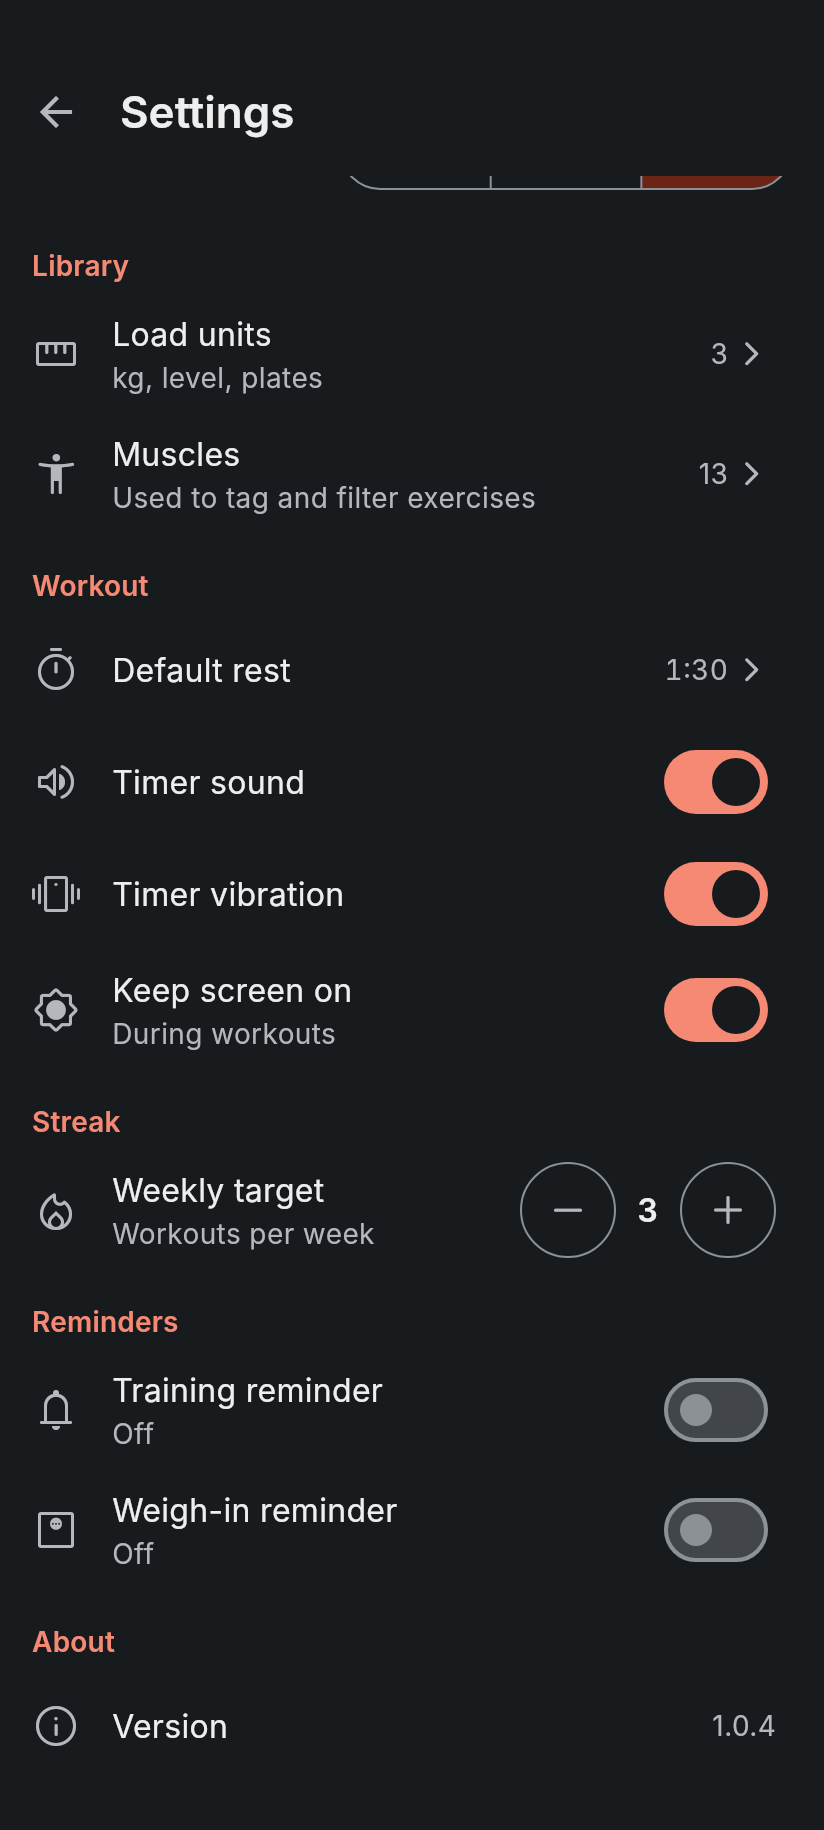 Settings
Library
Load units
kg, level, plates
3
Muscles
Used to tag and filter exercises
13
Workout
Default rest
1:30
Timer sound
Timer vibration
Keep screen on
During workouts
Streak
Weekly target
Workouts per week
3
Reminders
Training reminder
Off
Weigh-in reminder
Off
About
Version
1.0.4